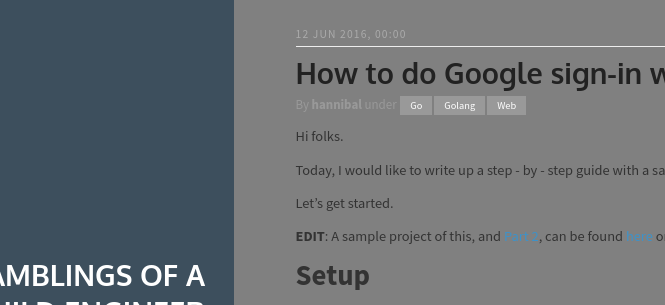 12 JUN 2016, 00:00
How to do Google sign-in
By hannibal under Go Golang Web
Hi folks.
Today, I would like to write up a step - by - step guide with a
Let's get started.
EDIT: A sample project of this, and Part 2, can be found
Setup
AMBLINGS OF A